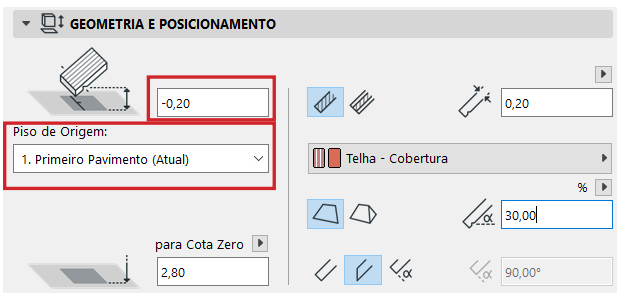 GEOMETRIA E POSICIONAMENTO
-0,20
0,20
Piso de Origem:
1. Primeiro Pavimento (Atual)
Telha - Cobertura
%
α
30,00
para Cota Zero
2,80
α
α
90,00°